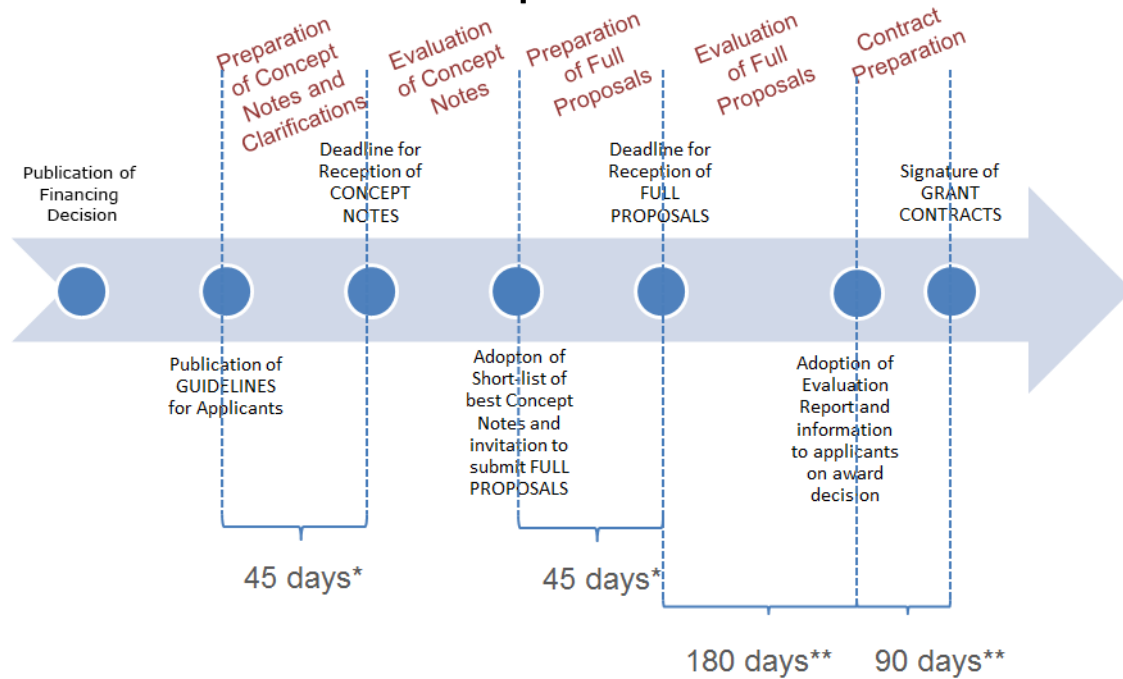 Preparation
of Concept
Notes and
Clarifications
Evaluation
of Concept
Notes
Preparation
of Full
Proposals
Evaluation
of Full
Proposals
Contract
Preparation
Publication of
Financing
Decision
Deadline for
Reception of
CONCEPT
NOTES
Deadline for
Reception of
FULL
PROPOSALS
Signature of
GRANT
CONTRACTS
Publication of
GUIDELINES
for Applicants
Adopton of
Short-list of
best Concept
Notes and
invitation to
submit FULL
PROPOSALS
Adoption of
Evaluation
Report and
information
to applicants
on award
decision
45 days*
45 days*
180 days**
90 days**